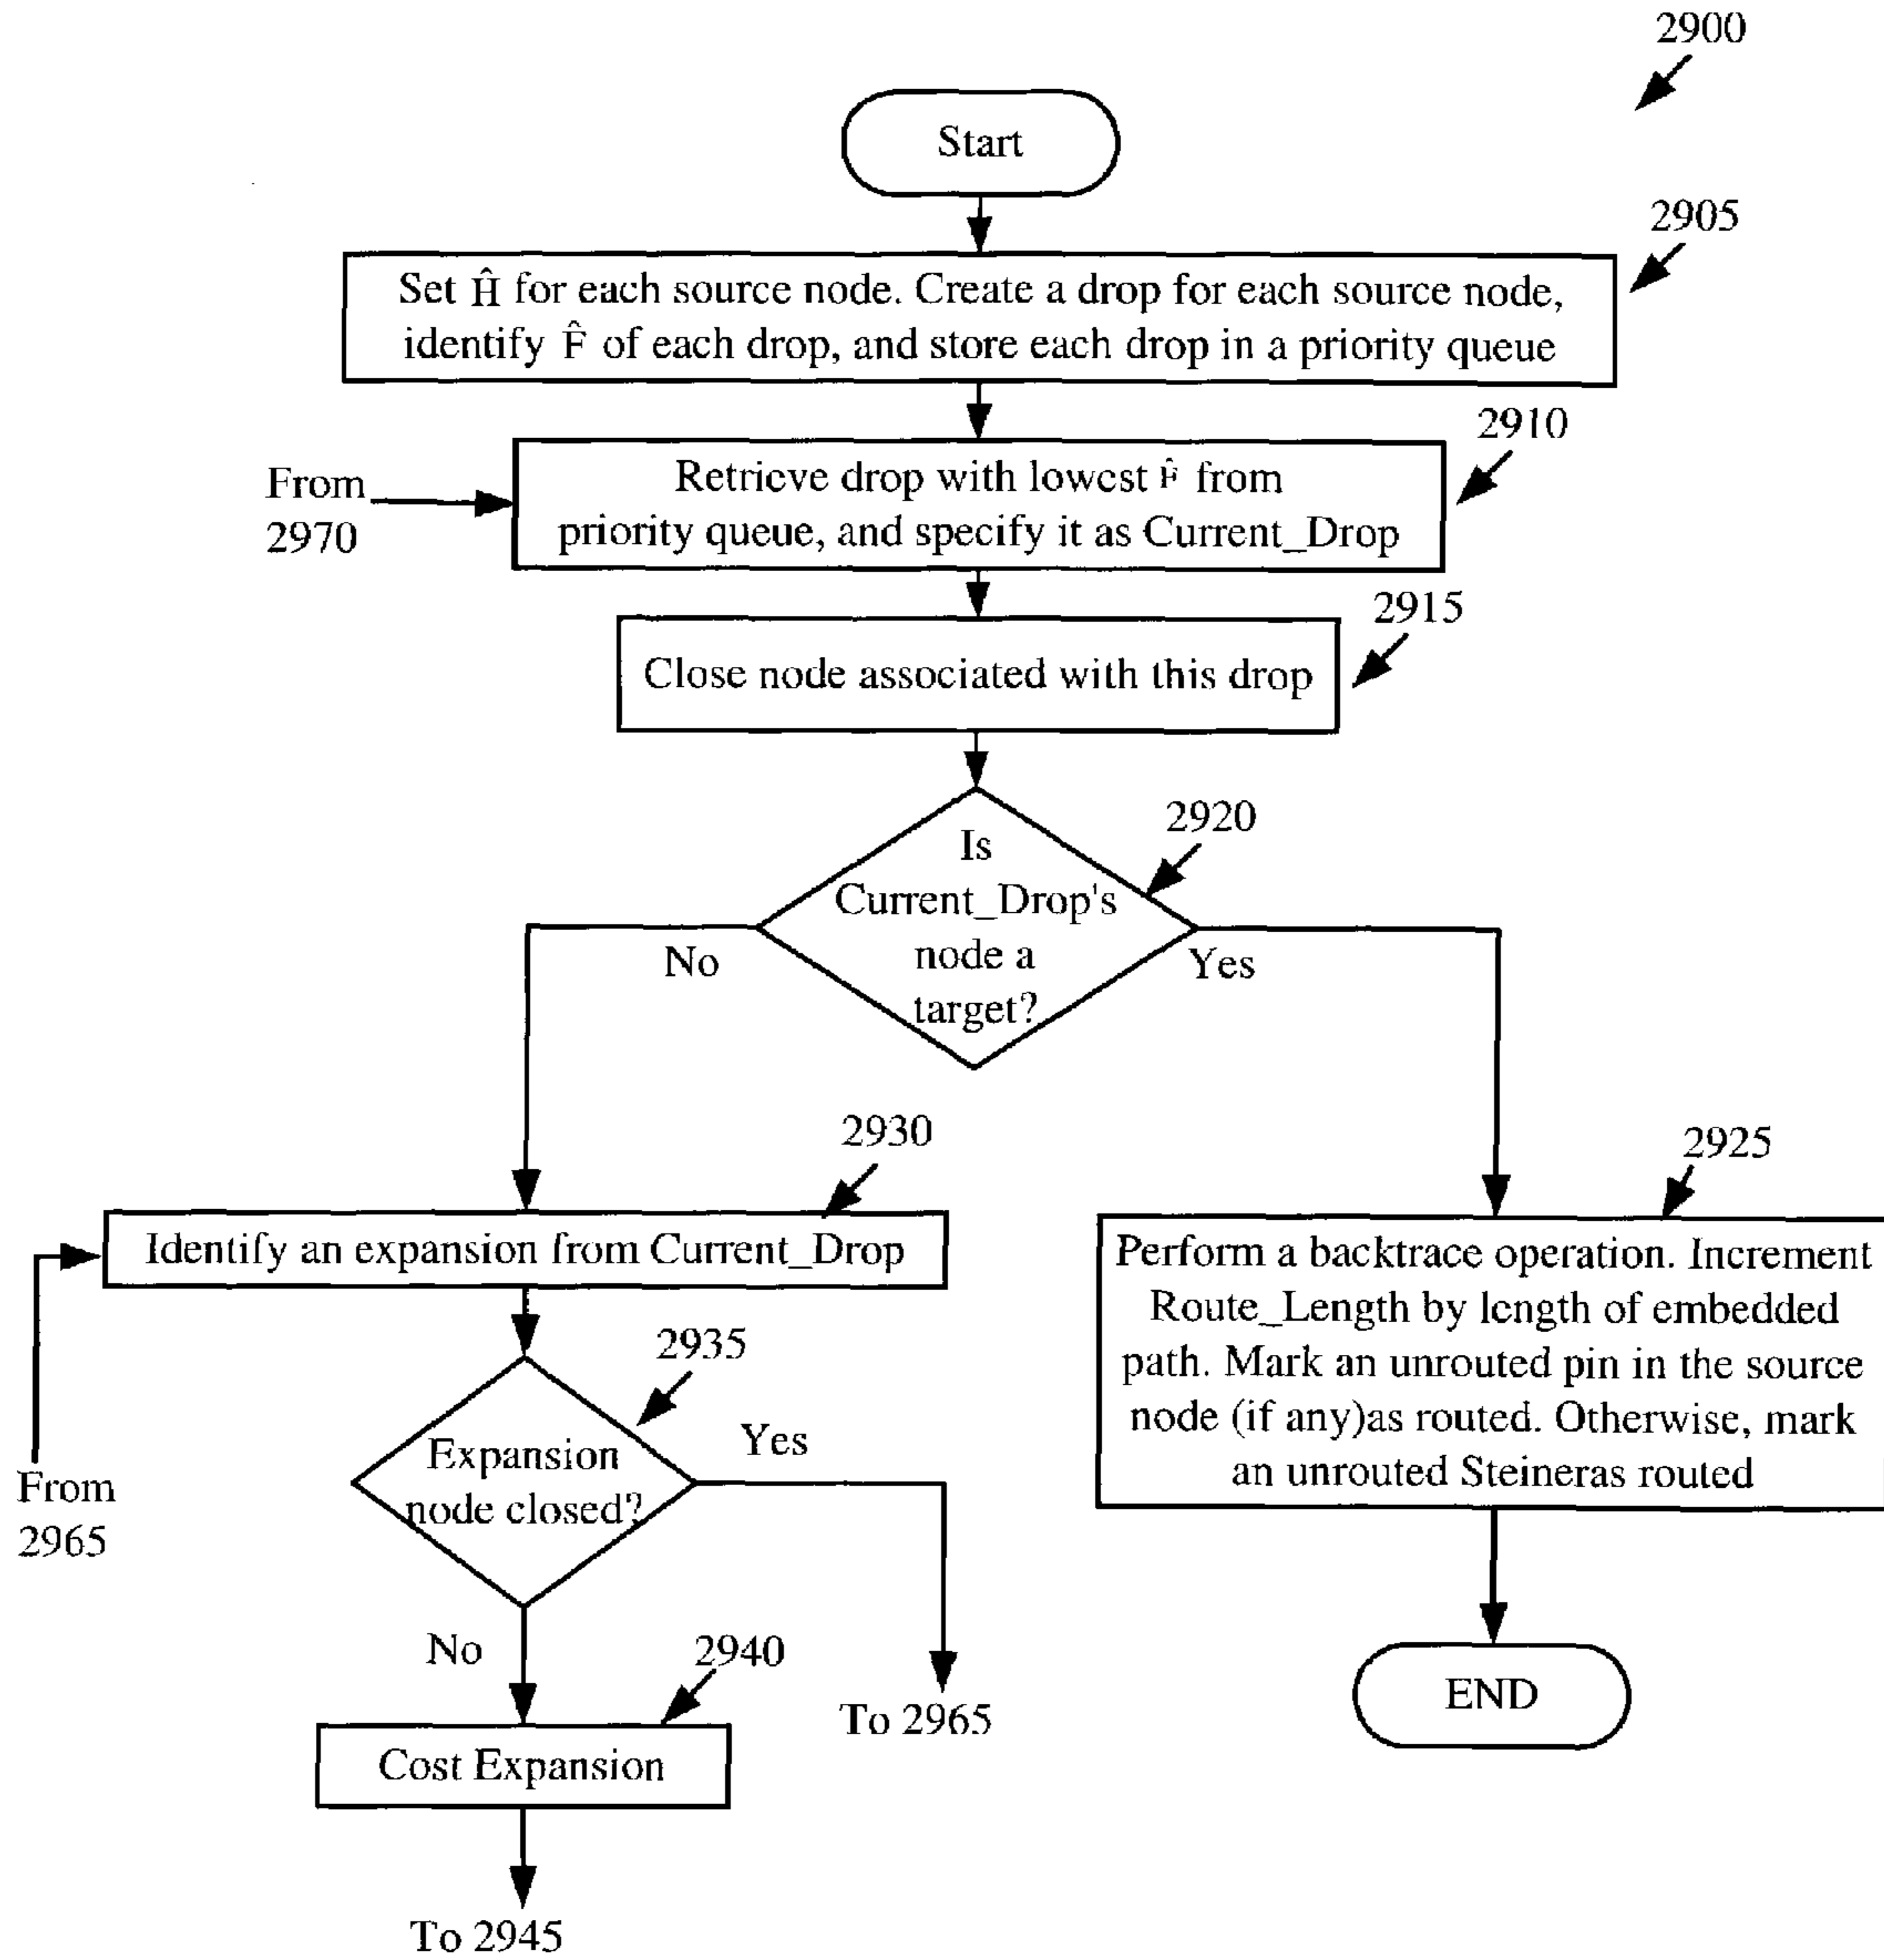 2900
Start
2905
Set Ĥ for each source node. Create a drop for each source node,
identify F̂ of each drop, and store each drop in a priority queue
2910
From
2970
Retrieve drop with lowest F̂ from
priority queue, and specify it as Current_Drop
2915
Close node associated with this drop
2920
Is
Current_Drop's
node a
target?
No
Yes
2930
2925
Identify an expansion from Current_Drop
Perform a backtrace operation. Increment
Route_Length by length of embedded
path. Mark an unrouted pin in the source
node (if any)as routed. Otherwise, mark
an unrouted Steineras routed
2935
Expansion
node closed?
Yes
From
2965
No
2940
To 2965
END
Cost Expansion
To 2945